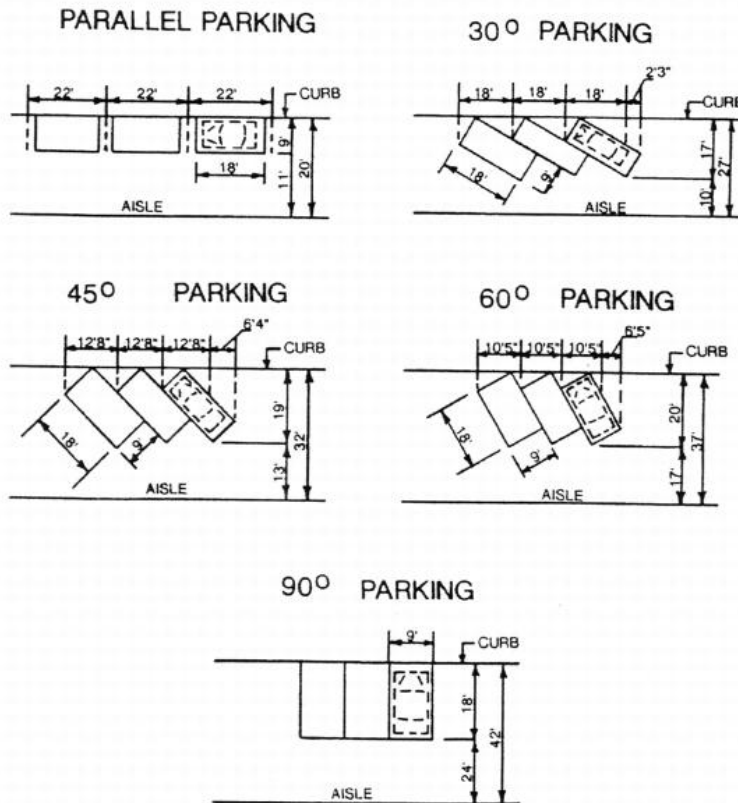 PARALLEL PARKING
22' 22' 22'
CURB
9'
18'
11'
20'
AISLE
30° PARKING
18' 18' 18'
2'3"
CURB
17'
27'
18'
10'
AISLE
45° PARKING
12'8" 12'8" 12'8"
6'4"
CURB
19'
32'
18'
9'
13'
AISLE
60° PARKING
10'5" 10'5" 10'5"
6'5"
CURB
20'
37'
18'
9'
17'
AISLE
90° PARKING
9'
CURB
18'
42'
24'
AISLE